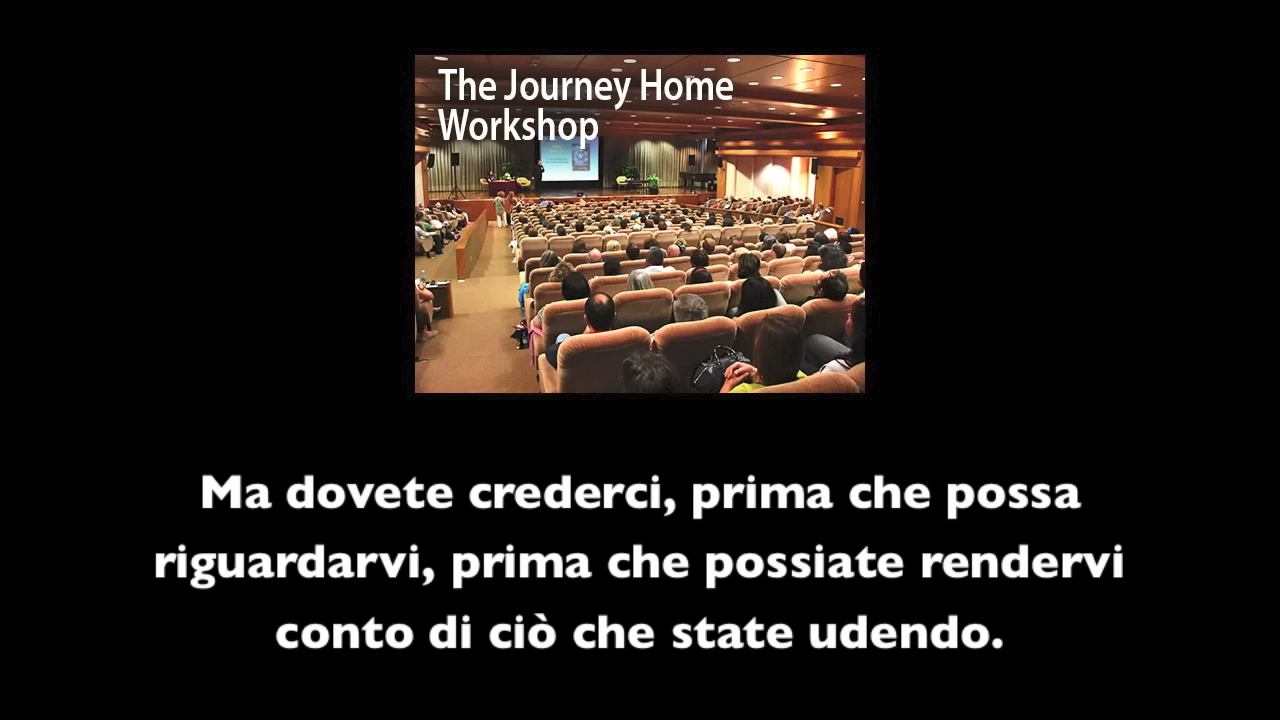 The Journey Home
Workshop
Ma dovete crederci, prima che possa
riguardarvi, prima che possiate rendervi
conto di ciò che state udendo.